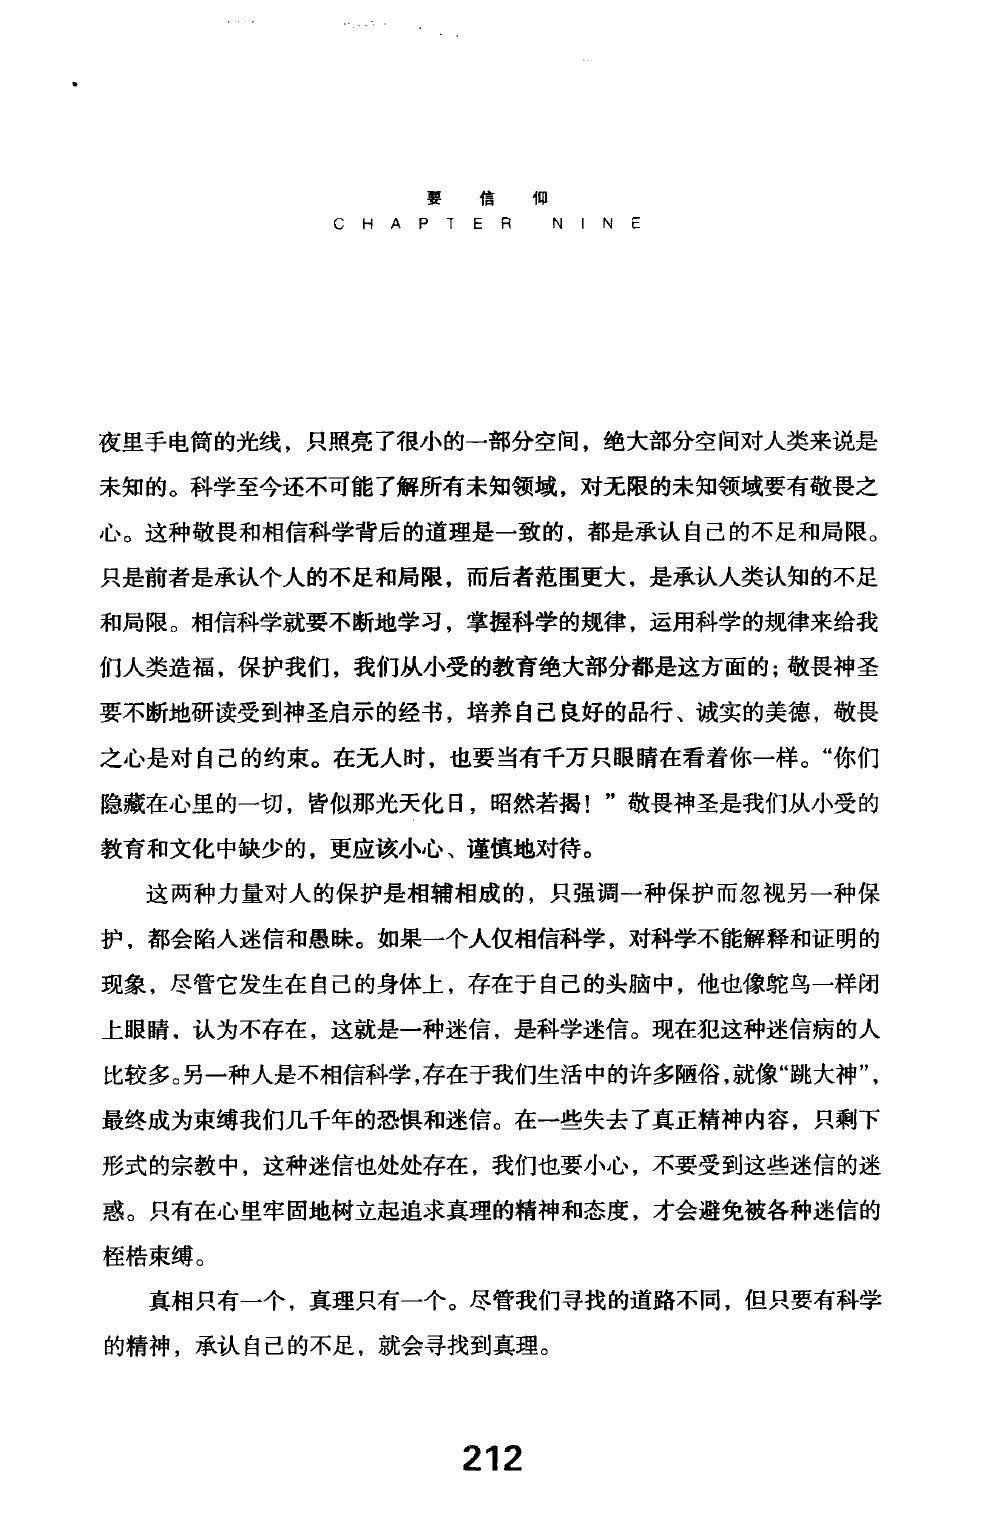 要信仰
CHAPTER NINE
夜里手电筒的光线，只照亮了很小的一部分空间，绝大部分空间对人类来说是
未知的。科学至今还不可能了解所有未知领域，对无限的未知领域要有敬畏之
心。这种敬畏和相信科学背后的道理是一致的，都是承认自己的不足和局限。
只是前者是承认个人的不足和局限，而后者范围更大，是承认人类认知的不足
和局限。相信科学就要不断地学习，掌握科学的规律，运用科学的规律来给我
们人类造福，保护我们，我们从小受的教育绝大部分都是这方面的；敬畏神圣
要不断地研读受到神圣启示的经书，培养自己良好的品行、诚实的美德，敬畏
之心是对自己的约束。在无人时，也要当有千万只眼睛在看着你一样。“你们
隐藏在心里的一切，皆似那光天化日，昭然若揭！”敬畏神圣是我们从小受的
教育和文化中缺少的，更应该小心、谨慎地对待。
这两种力量对人的保护是相辅相成的，只强调一种保护而忽视另一种保
护，都会陷入迷信和愚昧。如果一个人仅相信科学，对科学不能解释和证明的
现象，尽管它发生在自己的身体上，存在于自己的头脑中，他也像鸵鸟一样闭
上眼睛，认为不存在，这就是一种迷信，是科学迷信。现在犯这种迷信病的人
比较多。另一种人是不相信科学，存在于我们生活中的许多陋俗，就像“跳大神”，
最终成为束缚我们几千年的恐惧和迷信。在一些失去了真正精神内容，只剩下
形式的宗教中，这种迷信也处处存在，我们也要小心，不要受到这些迷信的迷
惑。只有在心里牢固地树立起追求真理的精神和态度，才会避免被各种迷信的
桎梏束缚。
真相只有一个，真理只有一个。尽管我们寻找的道路不同，但只要有科学
的精神，承认自己的不足，就会寻找到真理。
212